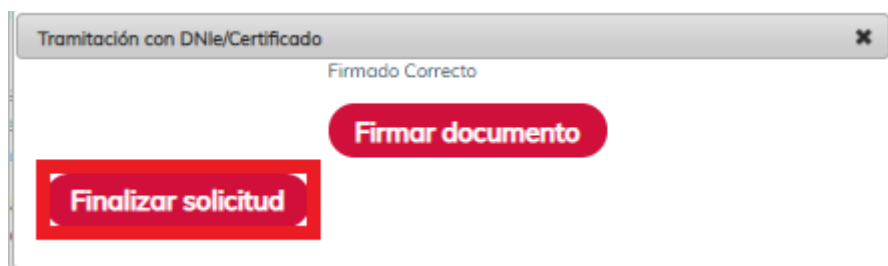 Tramitación con DNIe/Certificado
Firmado Correcto
Firmar documento
Finalizar solicitud